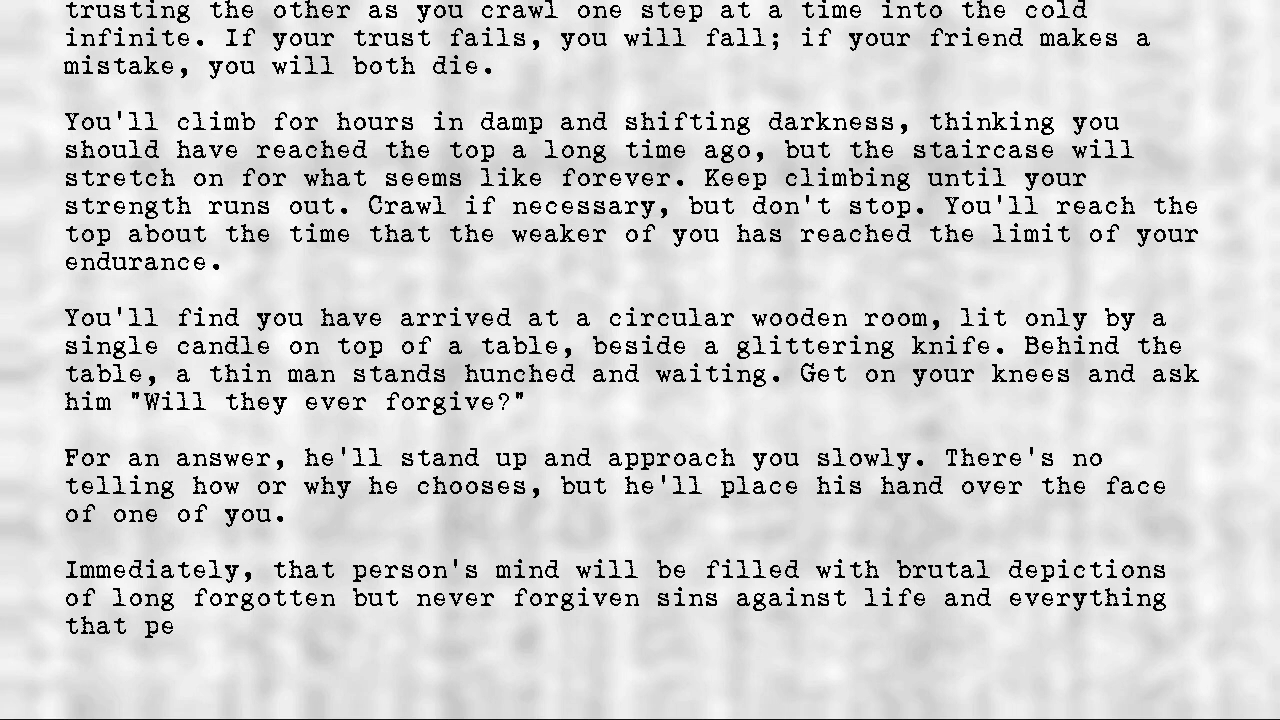 trusting the other as you crawl one step at a time into the cold
infinite. If your trust fails, you will fall; if your friend makes a
mistake, you will both die.
You'll climb for hours in damp and shifting darkness, thinking you
should have reached the top a long time ago, but the staircase will
stretch on for what seems like forever. Keep climbing until your
strength runs out. Crawl if necessary, but don't stop. You'll reach the
top about the time that the weaker of you has reached the limit of your
endurance.
You'll find you have arrived at a circular wooden room, lit only by a
single candle on top of a table, beside a glittering knife. Behind the
table, a thin man stands hunched and waiting. Get on your knees and ask
him "Will they ever forgive?"
For an answer, he'll stand up and approach you slowly. There's no
telling how or why he chooses, but he'll place his hand over the face
of one of you.
Immediately, that person's mind will be filled with brutal depictions
of long forgotten but never forgiven sins against life and everything
that pe